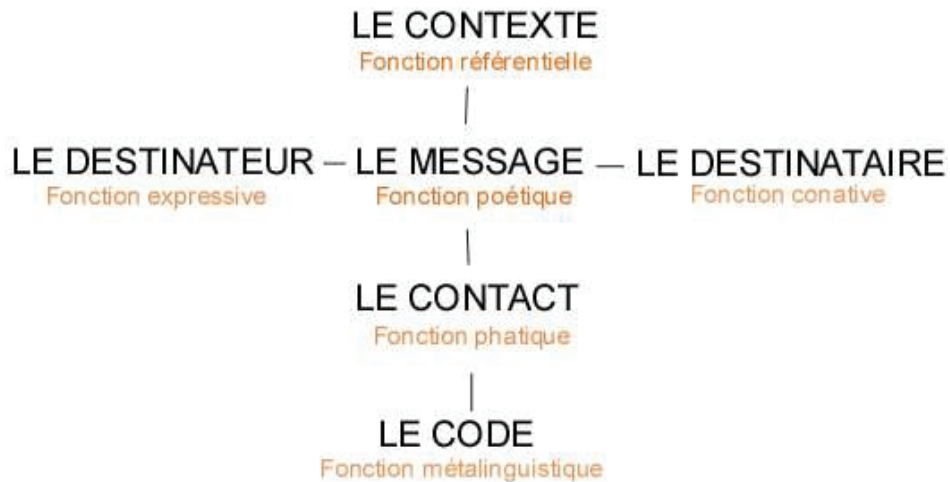 LE CONTEXTE
Fonction référentielle
LE DESTINATEUR – LE MESSAGE – LE DESTINATAIRE
Fonction expressive Fonction poétique Fonction conative
LE CONTACT
Fonction phatique
LE CODE
Fonction métalinguistique